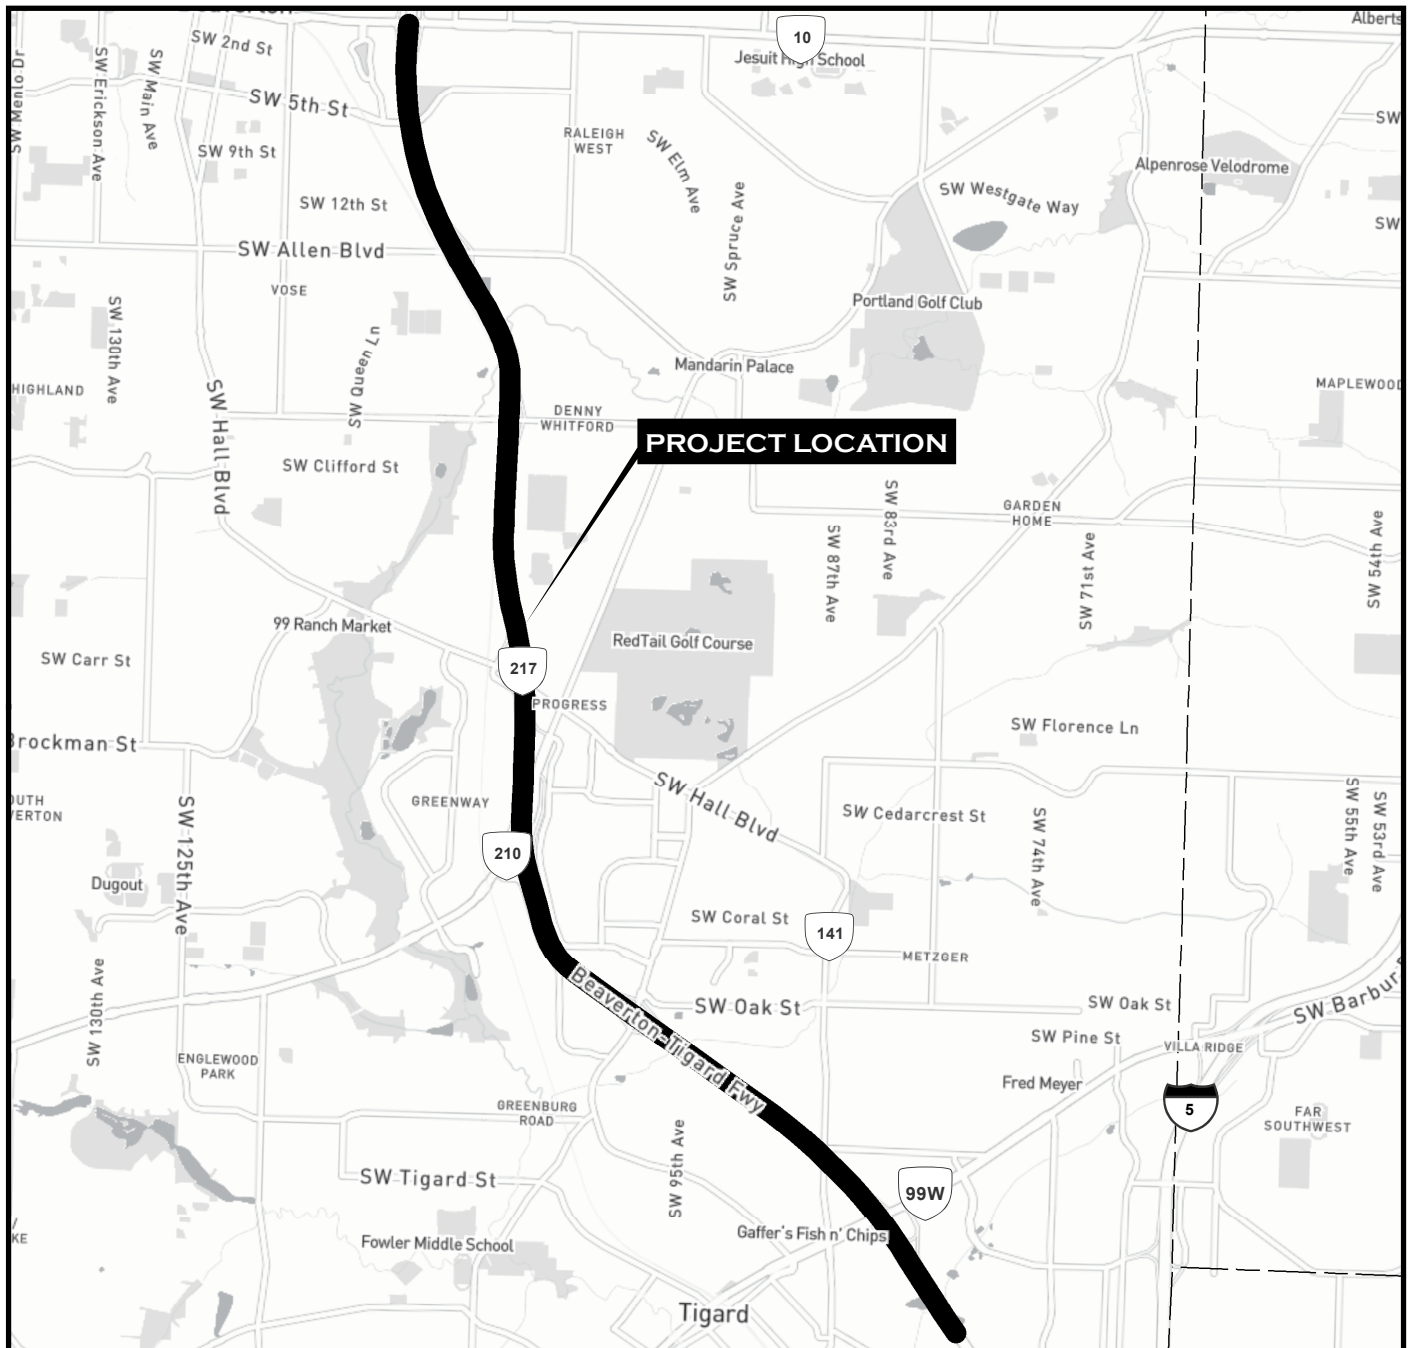 Beaverton
SW 2nd St
10
Alberts
Jesuit High School
SW Menlo Dr
SW Erickson Ave
SW Main Ave
SW 5th St
SW
RALEIGH
WEST
SW Elm Ave
SW 9th St
Alpenrose Velodrome
SW Westgate Way
SW 12th St
SW Spruce Ave
SW
SW Allen Blvd
VOSE
Portland Golf Club
SW 130th Ave
SW Queen Ln
Mandarin Palace
HIGHLAND
MAPLEWOOD
SW Hall Blvd
DENNY
WHITFORD
PROJECT LOCATION
SW Clifford St
SW 83rd Ave
GARDEN
HOME
SW 87th Ave
SW 71st Ave
SW 54th Ave
99 Ranch Market
RedTail Golf Course
SW Carr St
217
PROGRESS
SW Florence Ln
Brockman St
SW Hall Blvd
GREENWAY
OUTH
VERTON
SW 125th Ave
SW Cedarcrest St
SW 74th Ave
SW 55th Ave
SW 53rd Ave
210
Dugout
SW Coral St
141
METZGER
SW 130th Ave
Beaverton-Tigard Fwy
SW Oak St
SW Oak St
SW Barbur
SW Pine St
VILLA RIDGE
ENGLEWOOD
PARK
Fred Meyer
GREENBURG
ROAD
5
FAR
SOUTHWEST
SW 95th Ave
SW Tigard St
99W
KE
Gaffer's Fish n' Chips
Fowler Middle School
Tigard